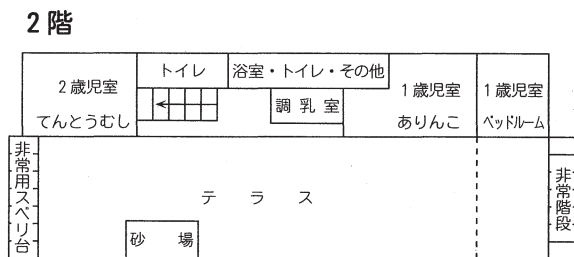 2階
トイレ
浴室・トイレ・その他
2歳児室
てんとうむし
調乳室
1歳児室
ありんこ
1歳児室
ベッドルーム
非常用スベリ台
テラス
砂場
非常階段